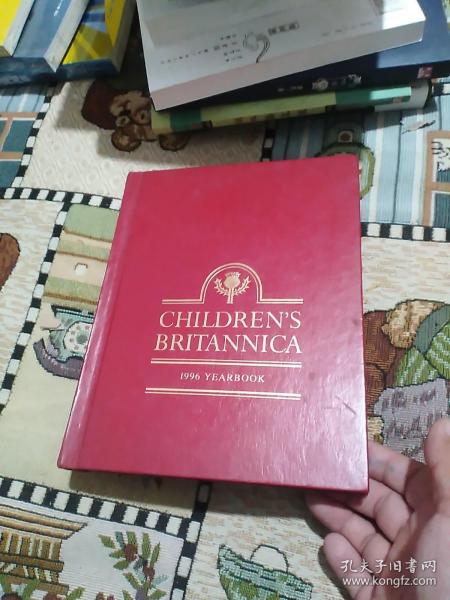 CHILDREN'S
BRITANNICA
1996 YEARBOOK
孔夫子旧书网
www.kongfz.com